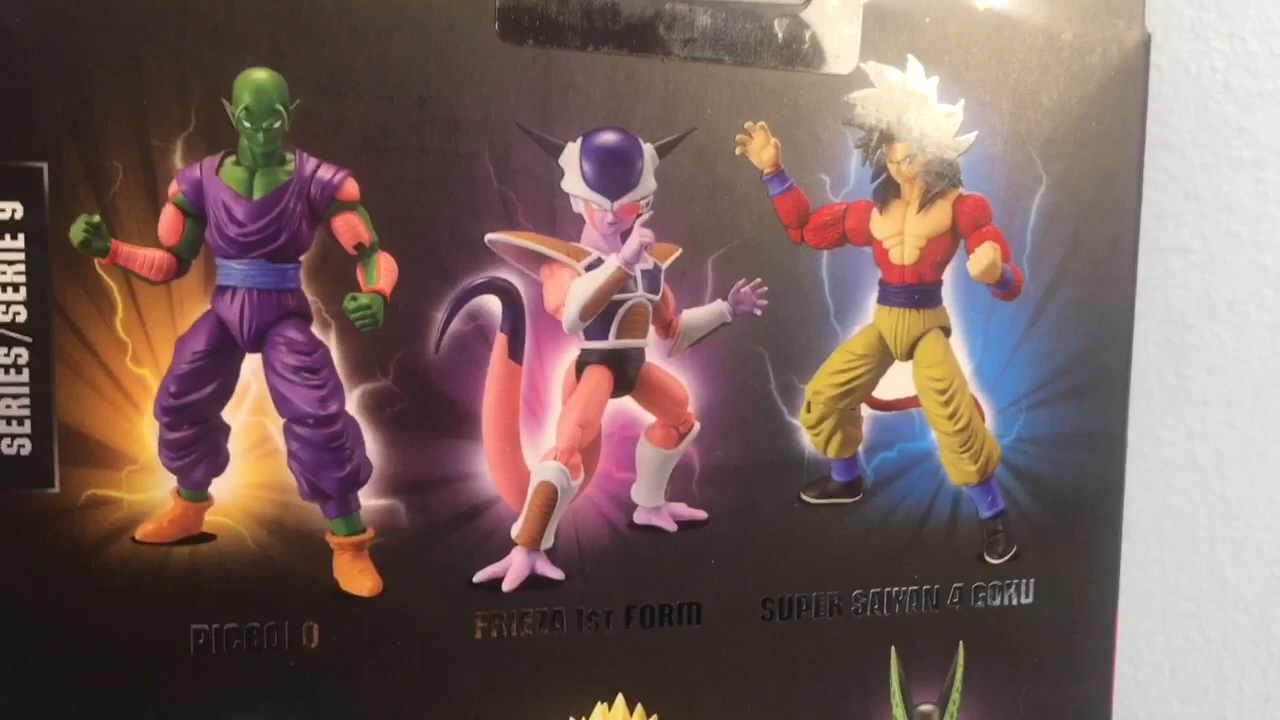 SERIES/SERIE 9
PICCOLO
FRIEZA 1ST FORM
SUPER SAIYAN 4 GOKU